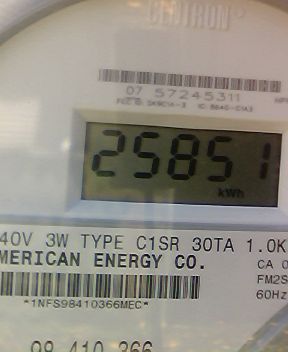 CENTRON®
07 57245311
25851
kWh
40V 3W TYPE C1SR 30TA 1.0K
MERICAN ENERGY CO.
CA 0
FM2S
60Hz
*1NFS98410366MEC*
98 410 366